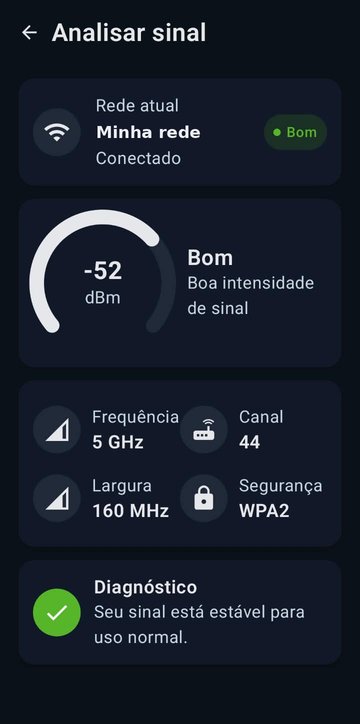 Analisar sinal
Rede atual
Minha rede
Conectado
Bom
-52
dBm
Bom
Boa intensidade
de sinal
Frequência
5 GHz
Canal
44
Largura
160 MHz
Segurança
WPA2
Diagnóstico
Seu sinal está estável para
uso normal.